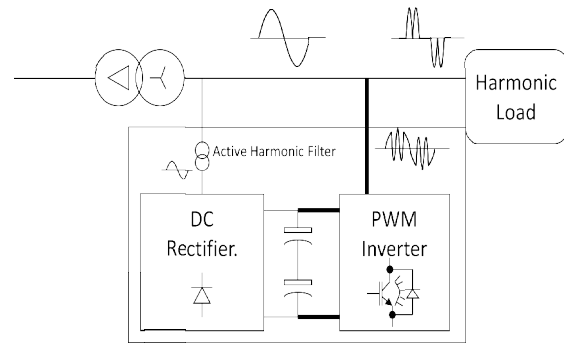 Harmonic
Load
Active Harmonic Filter
DC
Rectifier.
PWM
Inverter